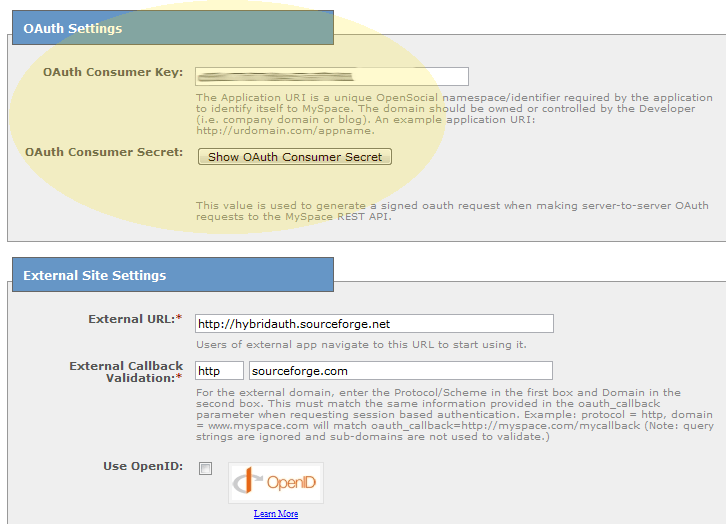 OAuth Settings
OAuth Consumer Key:
The Application URI is a unique OpenSocial namespace/identifier required by the application
to identify itself to MySpace. The domain should be owned or controlled by the Developer
(i.e. company domain or blog). An example application URI:
http://urdomain.com/appname.
OAuth Consumer Secret:
Show OAuth Consumer Secret
This value is used to generate a signed oauth request when making server-to-server OAuth
requests to the MySpace REST API.
External Site Settings
External URL:*
http://hybridauth.sourceforge.net
Users of external app navigate to this URL to start using it.
External Callback
Validation:*
http
sourceforge.com
For the external domain, enter the Protocol/Scheme in the first box and Domain in the
second box. This must match the same information provided in the oauth_callback
parameter when requesting session based authentication. Example: protocol = http, domain
= www.myspace.com will match oauth_callback=http://myspace.com/mycallback (Note: query
strings are ignored and sub-domains are not used to validate.)
Use OpenID:
OpenID
Learn More